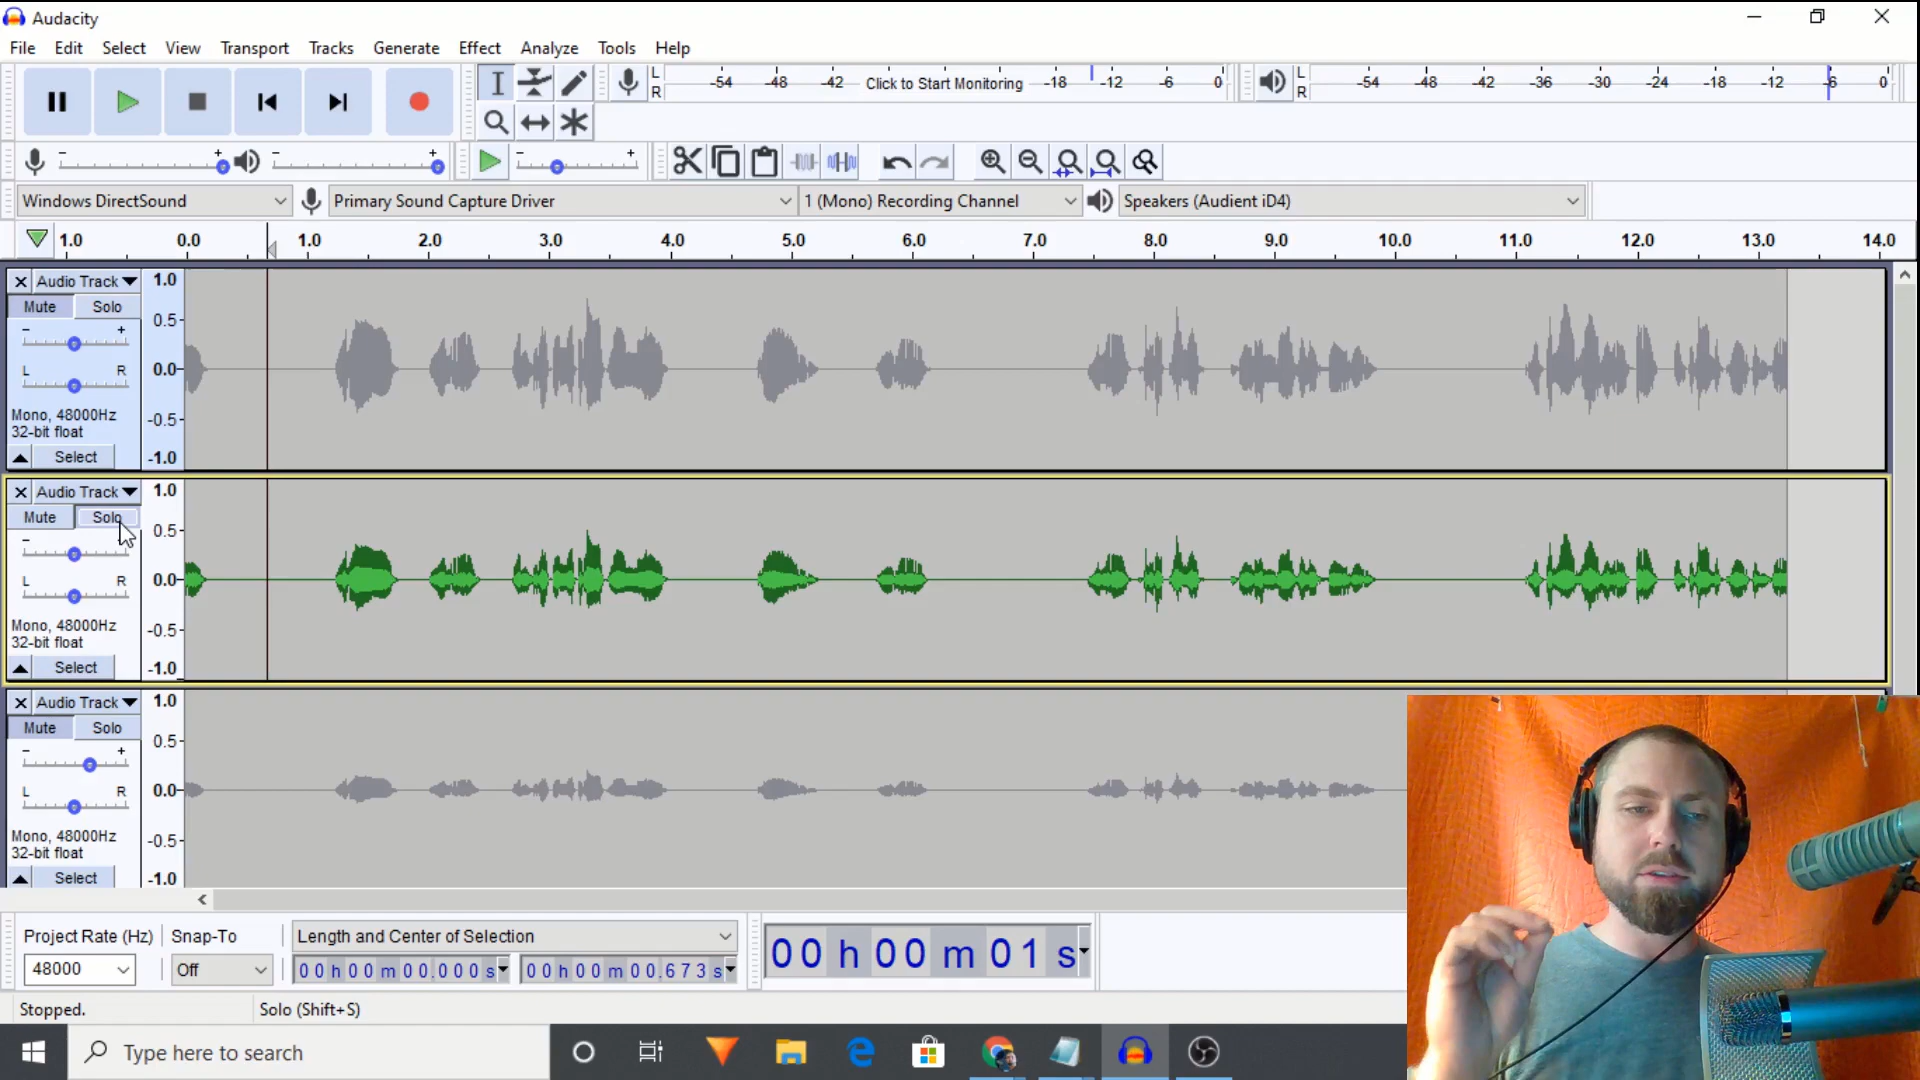 Audacity
File Edit Select View Transport Tracks Generate Effect Analyze Tools Help
L -54 -48 -42 Click to Start Monitoring -18 -12 -6 0 L -54 -48 -42 -36 -30 -24 -18 -12 -6 0
R R
- + - + - +
Windows DirectSound Primary Sound Capture Driver 1 (Mono) Recording Channel Speakers (Audient iD4)
1.0 0.0 1.0 2.0 3.0 4.0 5.0 6.0 7.0 8.0 9.0 10.0 11.0 12.0 13.0 14.0
Audio Track 1.0
Mute Solo
- + 0.5
L R 0.0
Mono, 48000Hz -0.5
32-bit float
Select -1.0
Audio Track 1.0
Mute Solo
- 0.5
L R 0.0
Mono, 48000Hz -0.5
32-bit float
Select -1.0
Audio Track 1.0
Mute Solo
- + 0.5
L R 0.0
Mono, 48000Hz -0.5
32-bit float
Select -1.0
Project Rate (Hz) Snap-To Length and Center of Selection
48000 Off 00 h 00 m 00.000 s 00 h 00 m 00.673 s 00 h 00 m 01 s
Stopped. Solo (Shift+S)
Type here to search